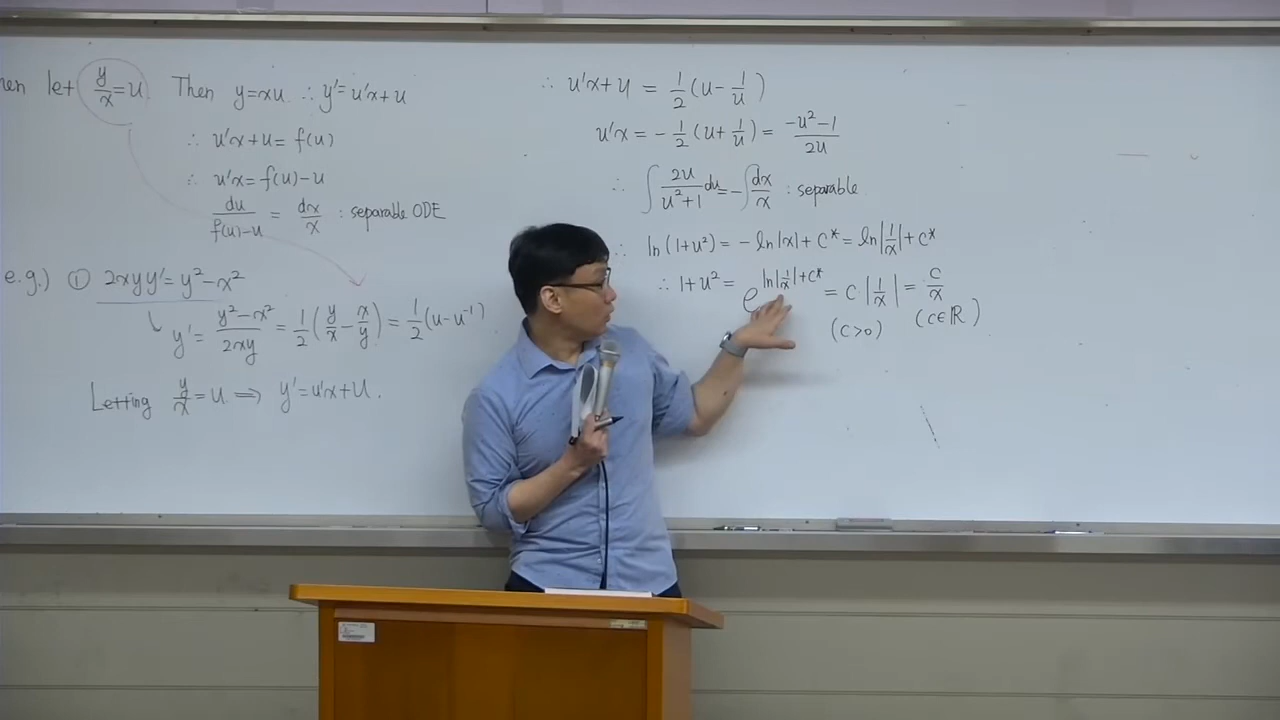 let y/x = u. Then y = xu. ∴ y' = u'x + u
∴ u'x + u = f(u)
∴ u'x = f(u) - u
du/(f(u)-u) = dx/x : separable ODE
e.g.) ① 2xyy' = y² - x²
y' = (y² - x²)/2xy = 1/2 (y/x - x/y) = 1/2 (u - u⁻¹).
Letting y/x = u ⟹ y' = u'x + u.
∴ u'x + u = 1/2 (u - 1/u)
u'x = - 1/2 (u + 1/u) = (-u² - 1)/2u
∴ ∫ 2u/(u² + 1) du = - ∫ dx/x : separable
∴ ln(1 + u²) = - ln|x| + c* = ln|1/x| + c*
∴ 1 + u² = e^(ln|1/x| + c*) = c |1/x| = c/x
(c > 0) (c ∈ ℝ)